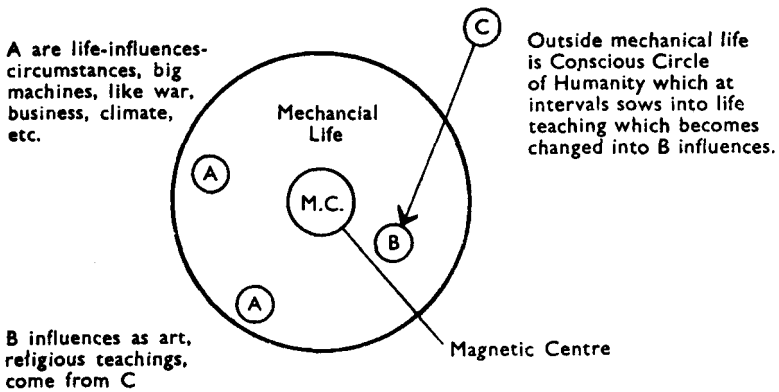 A are life-influences-
circumstances, big
machines, like war,
business, climate,
etc.
C
Outside mechanical life
is Conscious Circle
of Humanity which at
intervals sows into life
teaching which becomes
changed into B influences.
Mechancial
Life
A
M.C.
B
A
B influences as art,
religious teachings,
come from C
Magnetic Centre